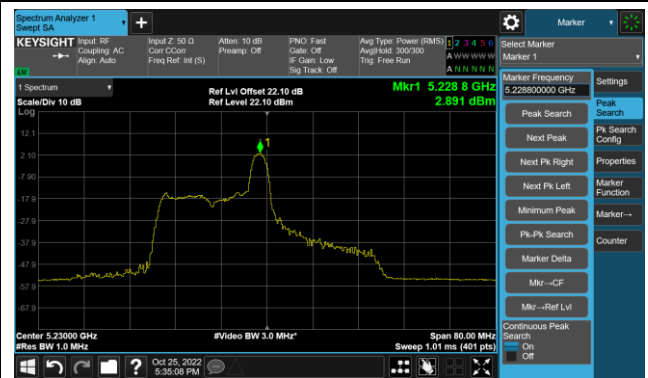 Spectrum Analyzer 1
Swept SA
+
Marker
KEYSIGHT
Input: RF
Coupling: AC
Align: Auto
Input Z: 50 Ω
Corr CCorr
Freq Ref: Int (S)
Atten: 10 dB
Preamp: Off
PNO: Fast
Gate: Off
IF Gain: Low
Sig Track: Off
Avg Type: Power (RMS)
Avg|Hold: 300/300
Trig: Free Run
1 2 3 4 5 6
A W W W W W
A N N N N N
LXI
Select Marker
Marker 1
1 Spectrum
Scale/Div 10 dB
Log
Ref Lvl Offset 22.10 dB
Ref Level 22.10 dBm
Mkr1 5.228 8 GHz
2.891 dBm
12.1
2.10
-7.90
-17.9
-27.9
-37.9
-47.9
-57.9
-67.9
1
Center 5.23000 GHz
#Res BW 1.0 MHz
#Video BW 3.0 MHz*
Span 80.00 MHz
Sweep 1.01 ms (401 pts)
Marker Frequency
5.228800000 GHz
Peak Search
Next Peak
Next Pk Right
Next Pk Left
Minimum Peak
Pk-Pk Search
Marker Delta
Mkr→CF
Mkr→Ref Lvl
Continuous Peak
Search
On
Off
Settings
Peak
Search
Pk Search
Config
Properties
Marker
Function
Marker→
Counter
?
Oct 25, 2022
5:35:08 PM